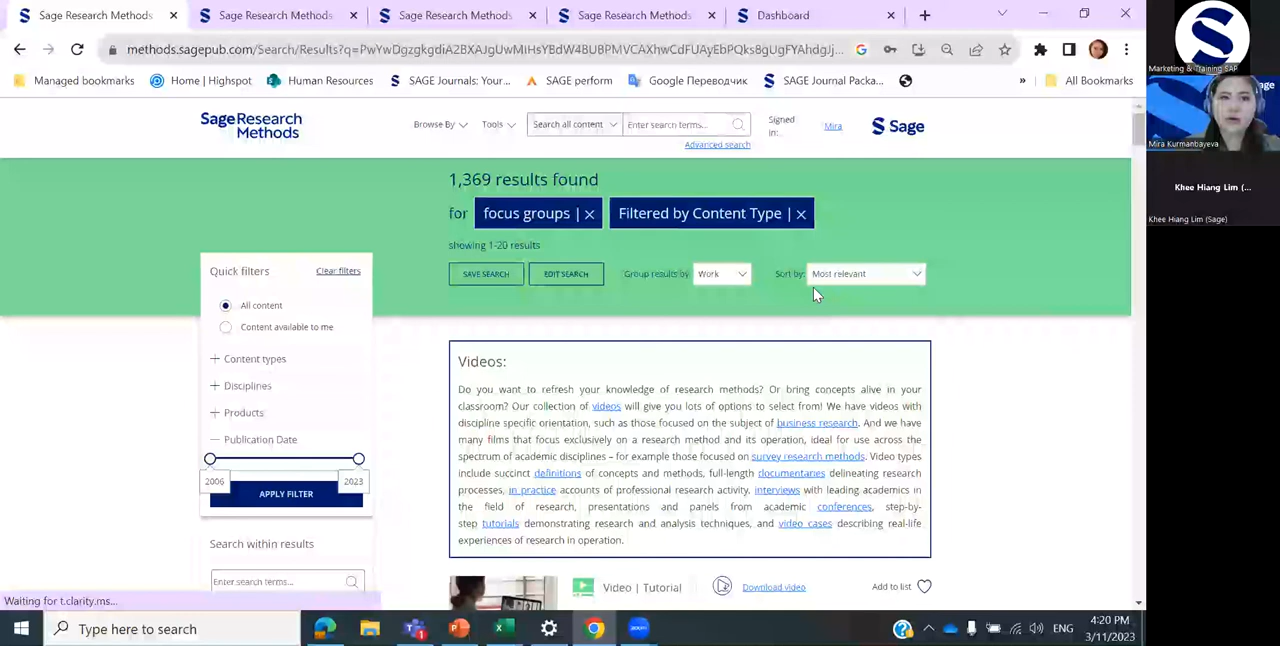 Sage Research Methods
Sage Research Methods
Sage Research Methods
Sage Research Methods
Dashboard
methods.sagepub.com/Search/Results?q=PwYwDgzgkgdiA2BXAJgUwMiHsYBdW4BUBPMVCAXhwCdFUAyEbPQks8gUgFYAhdgJj...
Managed bookmarks
Home | Highspot
Human Resources
SAGE Jour
SAGE perform
Google Переводчик
SAGE Journal Packa...
»
All Bookmarks
Sage Research
Methods
Browse By
Tools
Search all content
Enter search terms...
Signed
in:
Mira
Sage
Advanced search
1,369 results found
for focus groups | × Filtered by Content Type | ×
showing 1-20 results
SAVE SEARCH
EDIT SEARCH
Group results by
Work
Sort by:
Most relevant
Quick filters
Clear filters
All content
Content available to me
Content types
Disciplines
Products
Publication Date
2006
2023
APPLY FILTER
Search within results
Enter search terms...
Videos:
Do you want to refresh your knowledge of research methods? Or bring concepts alive in your
classroom? Our collection of videos will give you lots of options to select from! We have videos with
discipline specific orientation, such as those focused on the subject of business research. And we have
many films that focus exclusively on a research method and its operation, ideal for use across the
spectrum of academic disciplines – for example those focused on survey research methods. Video types
include succinct definitions of concepts and methods, full-length documentaries delineating research
processes, in practice accounts of professional research activity, interviews with leading academics in
the field of research, presentations and panels from academic conferences, step-by-
step tutorials demonstrating research and analysis techniques, and video cases describing real-life
experiences of research in operation.
Video | Tutorial
Download video
Add to list
Waiting for t.clarity.ms...
Type here to search
ENG
4:20 PM
3/11/2023
Marketing & Training SAP
Mira Kurmanbayeva
Khee Hiang Lim (...
Khee Hiang Lim (Sage)